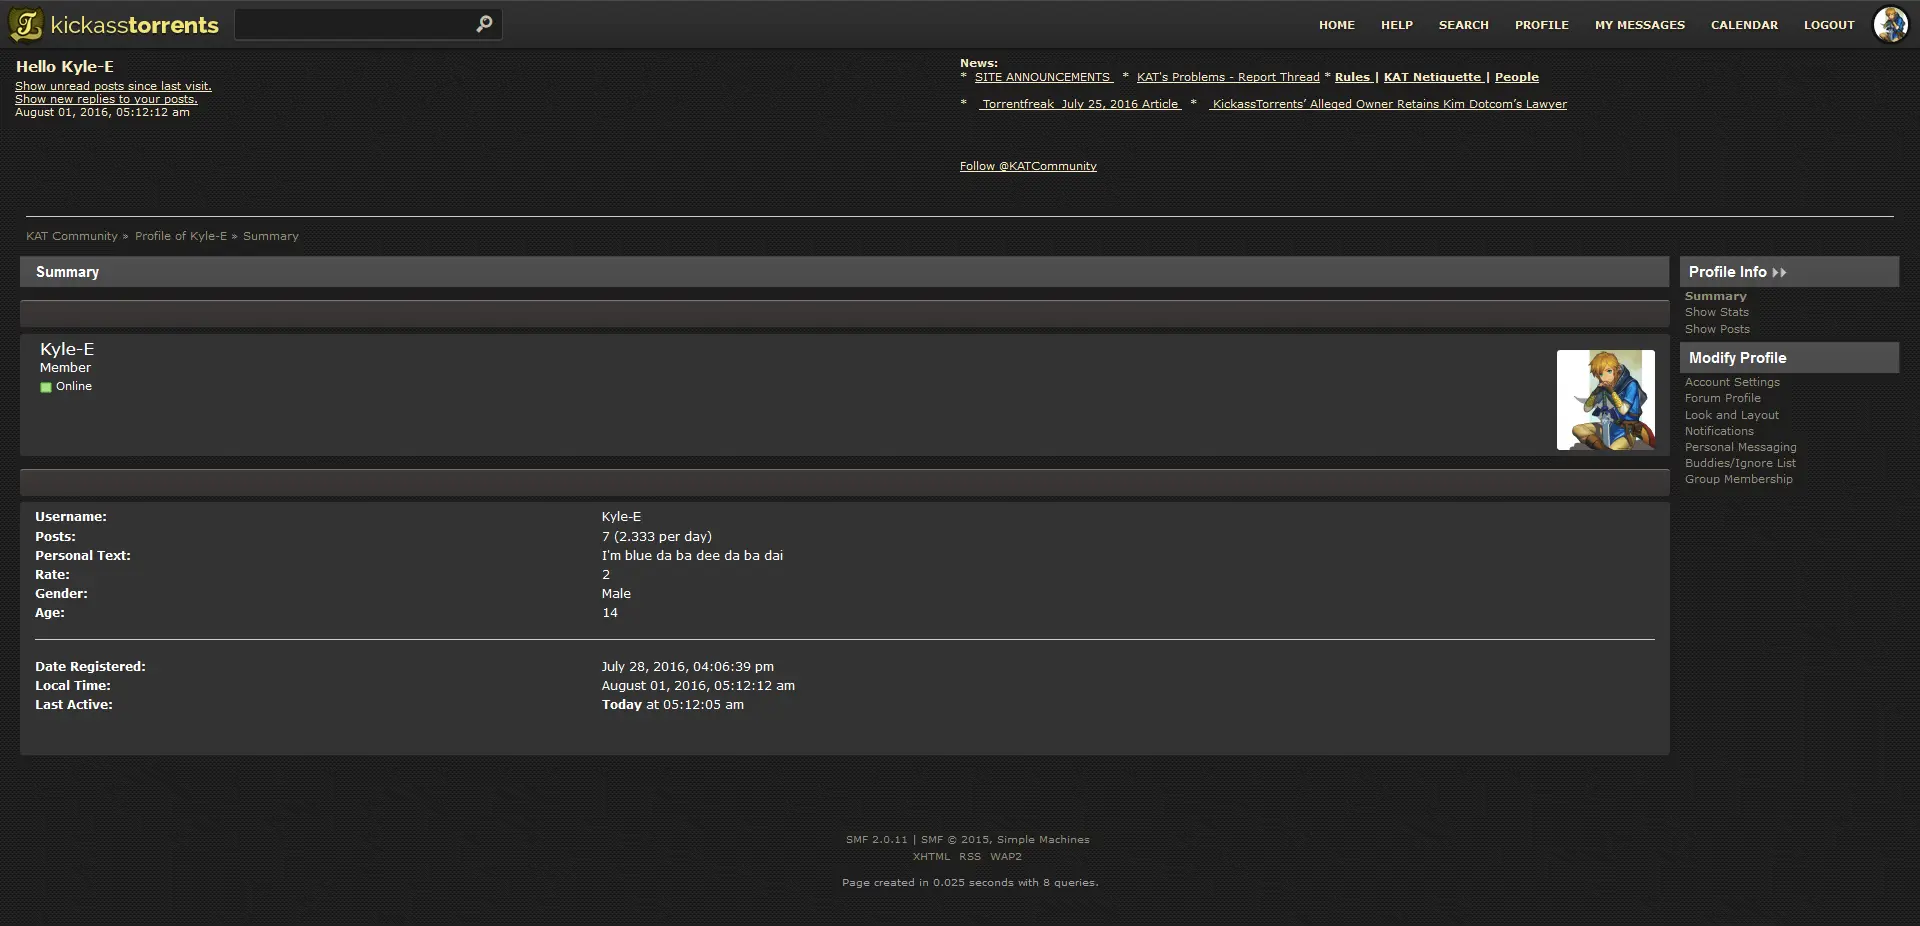 kickasstorrents
HOME HELP SEARCH PROFILE MY MESSAGES CALENDAR LOGOUT
Hello Kyle-E
Show unread posts since last visit.
Show new replies to your posts.
August 01, 2016, 05:12:12 am
News:
* SITE ANNOUNCEMENTS * KAT's Problems - Report Thread * Rules | KAT Netiquette | People
* Torrentfreak July 25, 2016 Article * KickassTorrents’ Alleged Owner Retains Kim Dotcom’s Lawyer
Follow @KATCommunity
KAT Community » Profile of Kyle-E » Summary
Summary
Kyle-E
Member
Online
Username: Kyle-E
Posts: 7 (2.333 per day)
Personal Text: I'm blue da ba dee da ba dai
Rate: 2
Gender: Male
Age: 14
Date Registered: July 28, 2016, 04:06:39 pm
Local Time: August 01, 2016, 05:12:12 am
Last Active: Today at 05:12:05 am
Profile Info
Summary
Show Stats
Show Posts
Modify Profile
Account Settings
Forum Profile
Look and Layout
Notifications
Personal Messaging
Buddies/Ignore List
Group Membership
SMF 2.0.11 | SMF © 2015, Simple Machines
XHTML RSS WAP2
Page created in 0.025 seconds with 8 queries.